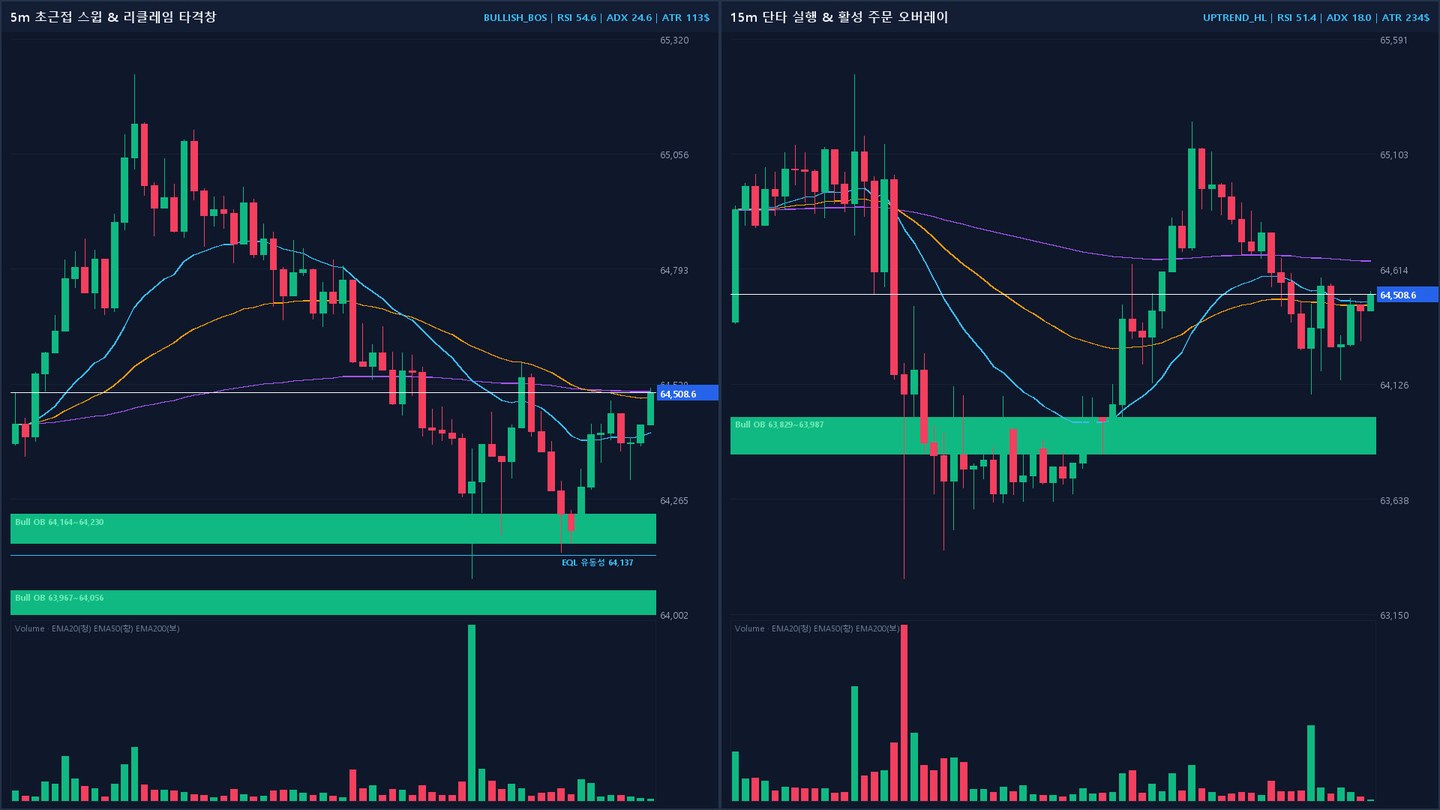 5m 초근접 스윕 & 리클레임 타격창
BULLISH_BOS | RSI 54.6 | ADX 24.6 | ATR 113$
65,320
65,056
64,793
64,530
64,508.6
64,265
64,002
Bull OB 64,164~64,230
EQL 유동성 64,137
Bull OB 63,967~64,056
Volume · EMA20(청) EMA50(황) EMA200(보)
15m 단타 실행 & 활성 주문 오버레이
UPTREND_HL | RSI 51.4 | ADX 18.0 | ATR 234$
65,591
65,103
64,614
64,508.6
64,126
63,638
63,150
Bull OB 63,829~63,987
Volume · EMA20(청) EMA50(황) EMA200(보)